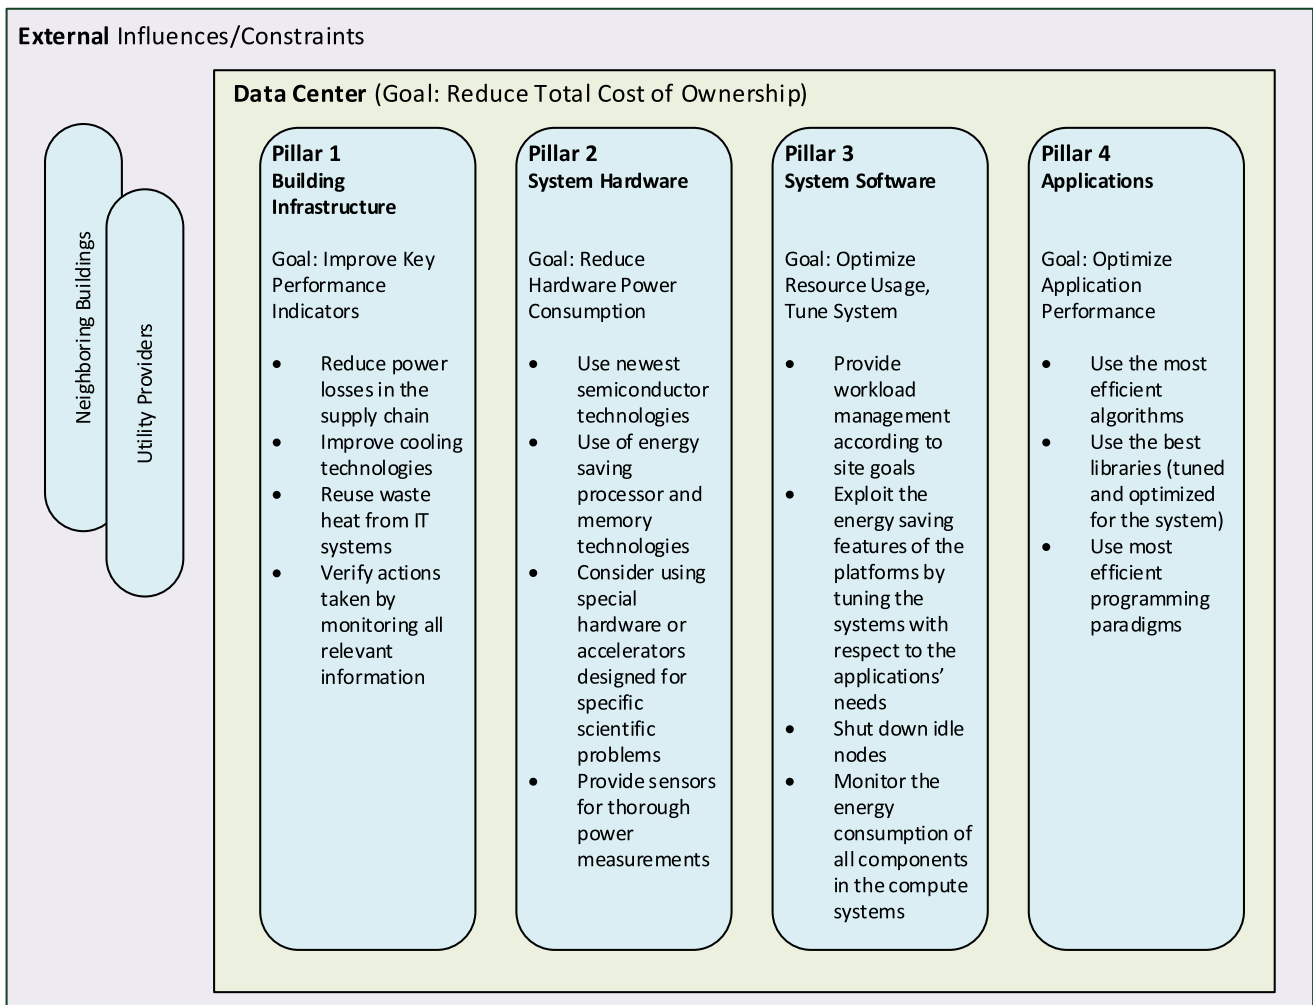 External Influences/Constraints
Data Center (Goal: Reduce Total Cost of Ownership)
Neighboring Buildings
Utility Providers
Pillar 1
Building
Infrastructure
Goal: Improve Key
Performance
Indicators
• Reduce power
losses in the
supply chain
• Improve cooling
technologies
• Reuse waste
heat from IT
systems
• Verify actions
taken by
monitoring all
relevant
information
Pillar 2
System Hardware
Goal: Reduce
Hardware Power
Consumption
• Use newest
semiconductor
technologies
• Use of energy
saving
processor and
memory
technologies
• Consider using
special
hardware or
accelerators
designed for
specific
scientific
problems
• Provide sensors
for thorough
power
measurements
Pillar 3
System Software
Goal: Optimize
Resource Usage,
Tune System
• Provide
workload
management
according to
site goals
• Exploit the
energy saving
features of the
platforms by
tuning the
systems with
respect to the
applications’
needs
• Shut down idle
nodes
• Monitor the
energy
consumption of
all components
in the compute
systems
Pillar 4
Applications
Goal: Optimize
Application
Performance
• Use the most
efficient
algorithms
• Use the best
libraries (tuned
and optimized
for the system)
• Use most
efficient
programming
paradigms